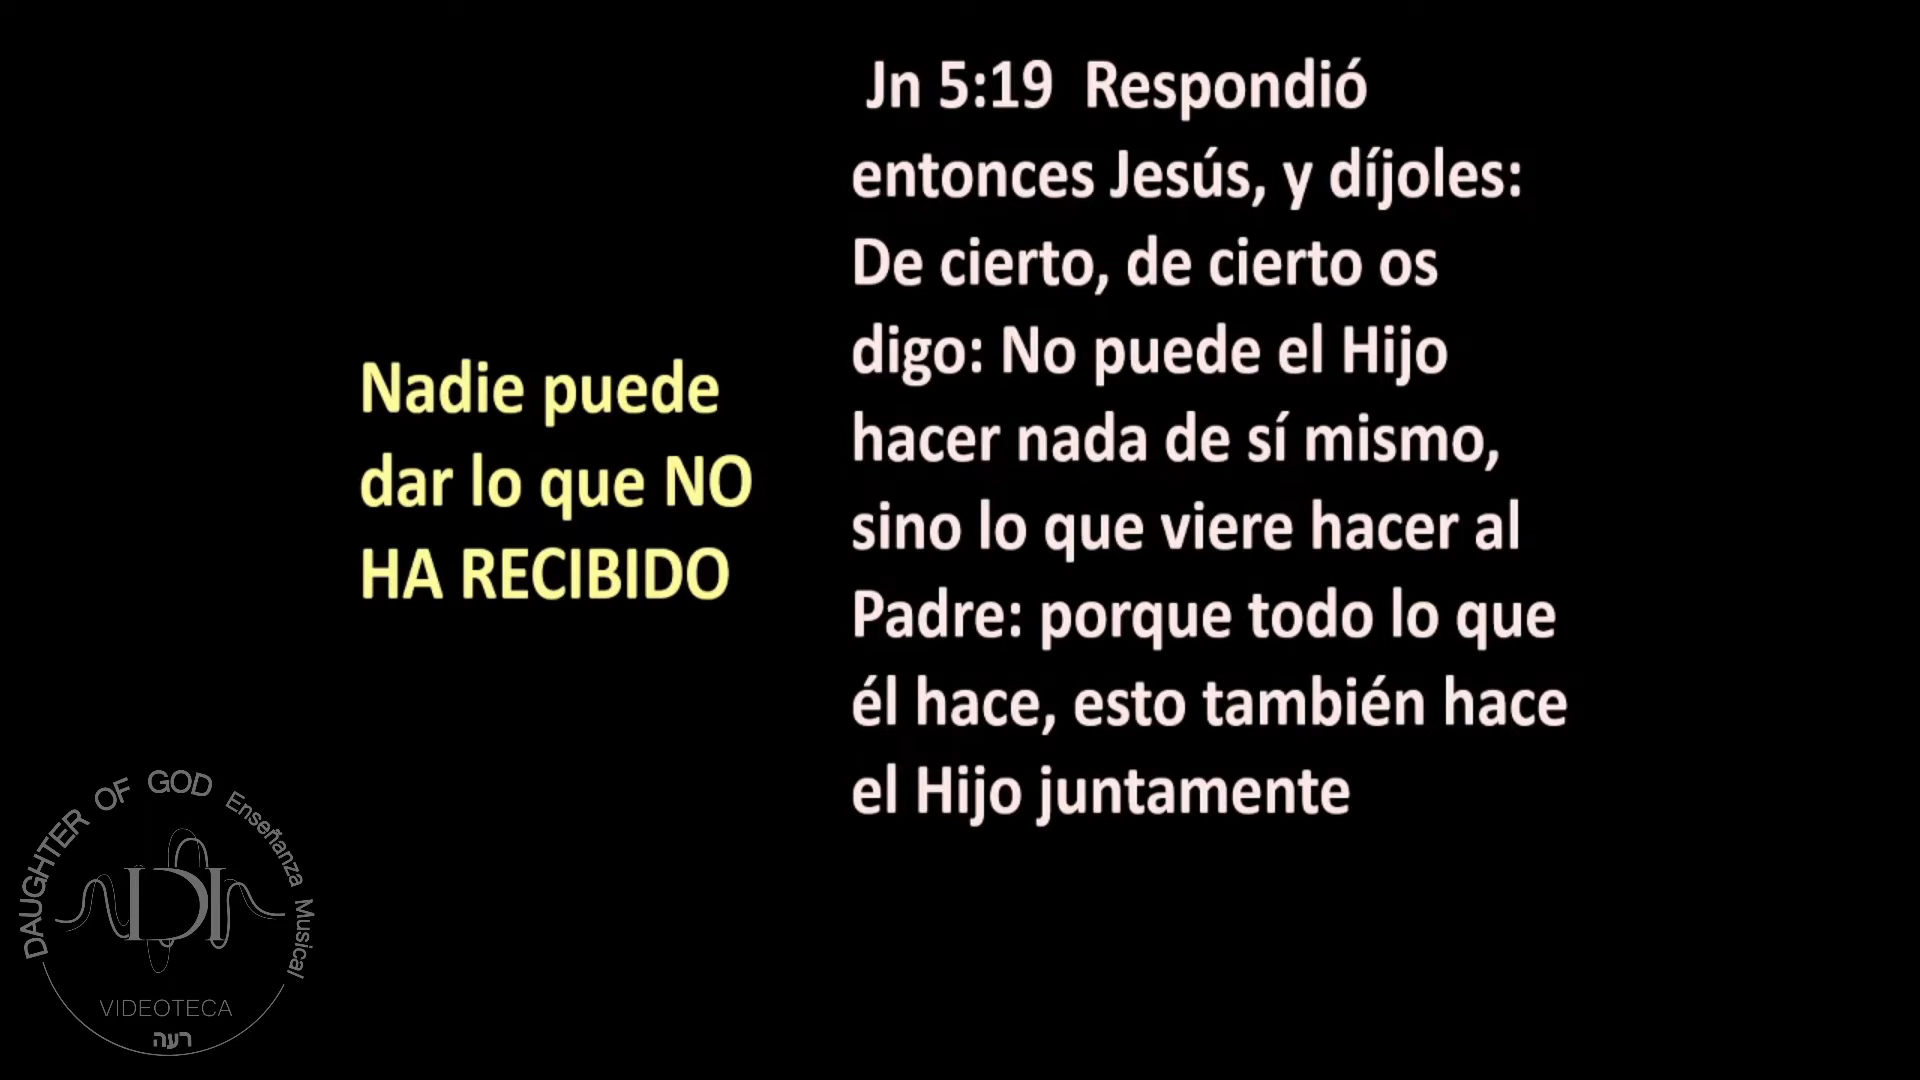 Nadie puede
dar lo que NO
HA RECIBIDO
Jn 5:19 Respondió
entonces Jesús, y díjoles:
De cierto, de cierto os
digo: No puede el Hijo
hacer nada de sí mismo,
sino lo que viere hacer al
Padre: porque todo lo que
él hace, esto también hace
el Hijo juntamente
DAUGHTER OF GOD Enseñanza Musical
VIDEOTECA
רעה